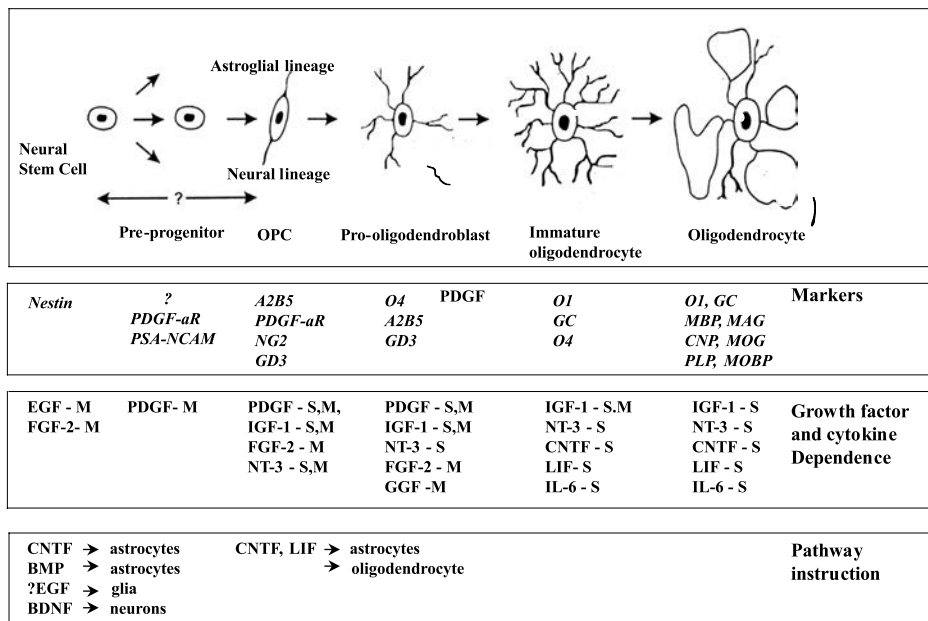 Astroglial lineage
Neural
Stem Cell
Neural lineage
?
Pre-progenitor OPC Pro-oligodendroblast Immature oligodendrocyte Oligodendrocyte
Nestin ? A2B5 O4 PDGF O1 O1, GC Markers
PDGF-aR PDGF-aR A2B5 GC MBP, MAG
PSA-NCAM NG2 GD3 O4 CNP, MOG
GD3 PLP, MOBP
EGF - M PDGF- M PDGF - S,M, PDGF - S,M IGF-1 - S.M IGF-1 - S Growth factor
FGF-2- M IGF-1 - S,M IGF-1 - S,M NT-3 - S NT-3 - S and cytokine
FGF-2 - M NT-3 - S CNTF - S CNTF - S Dependence
NT-3 - S,M FGF-2 - M LIF- S LIF - S
GGF -M IL-6 - S IL-6 - S
CNTF → astrocytes CNTF, LIF → astrocytes Pathway
BMP → astrocytes → oligodendrocyte instruction
?EGF → glia
BDNF → neurons